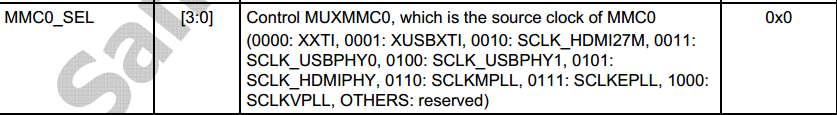 MMC0_SEL [3:0] Control MUXMMC0, which is the source clock of MMC0 0x0
(0000: XXTI, 0001: XUSBXTI, 0010: SCLK_HDMI27M, 0011:
SCLK_USBPHY0, 0100: SCLK_USBPHY1, 0101:
SCLK_HDMIPHY, 0110: SCLKMPLL, 0111: SCLKEPLL, 1000:
SCLKVPLL, OTHERS: reserved)